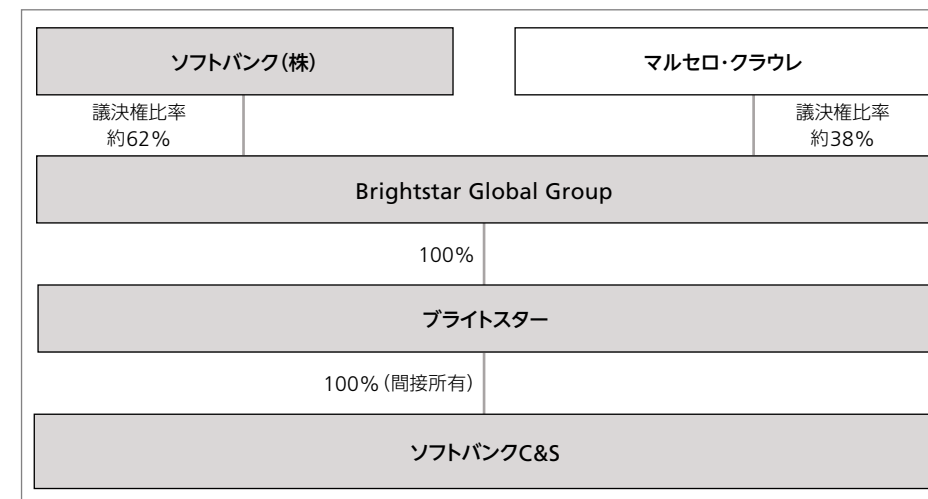 ソフトバンク(株)
マルセロ・クラウレ
議決権比率
約62%
議決権比率
約38%
Brightstar Global Group
100%
ブライトスター
100%(間接所有)
ソフトバンクC&S